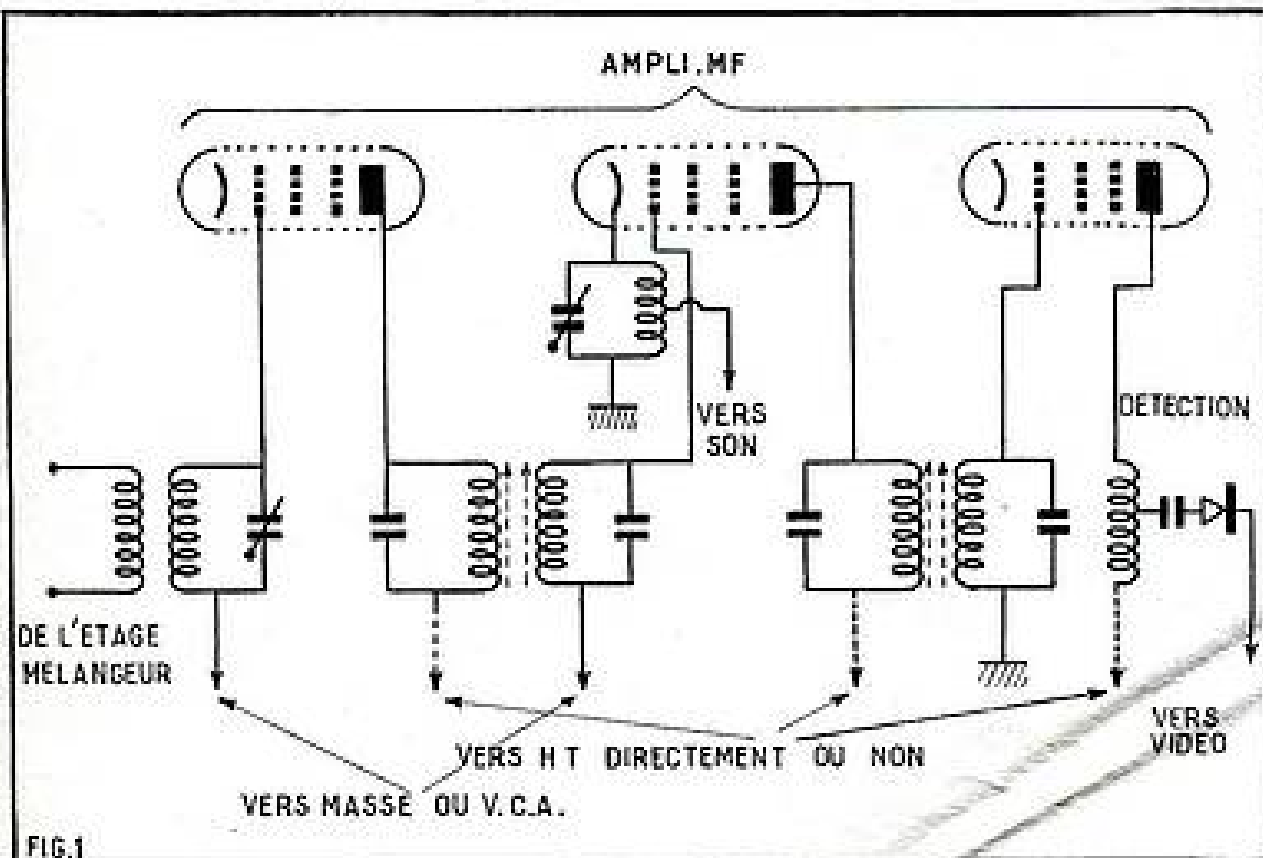 AMPLI.MF
VERS
SON
DETECTION
DE L'ETAGE
MELANGEUR
VERS H T DIRECTEMENT OU NON
VERS
VIDEO
VERS MASSE OU V.C.A.
FIG.1